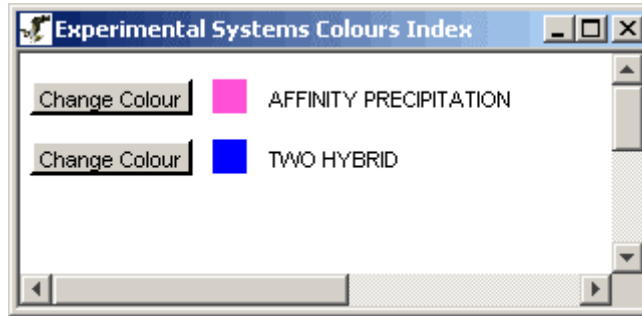 Experimental Systems Colours Index
Change Colour AFFINITY PRECIPITATION
Change Colour TWO HYBRID